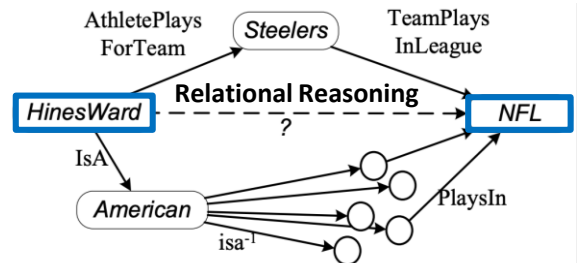 AthletePlays
ForTeam
Steelers
TeamPlays
InLeague
Relational Reasoning
HinesWard
?
NFL
IsA
American
PlaysIn
isa⁻¹